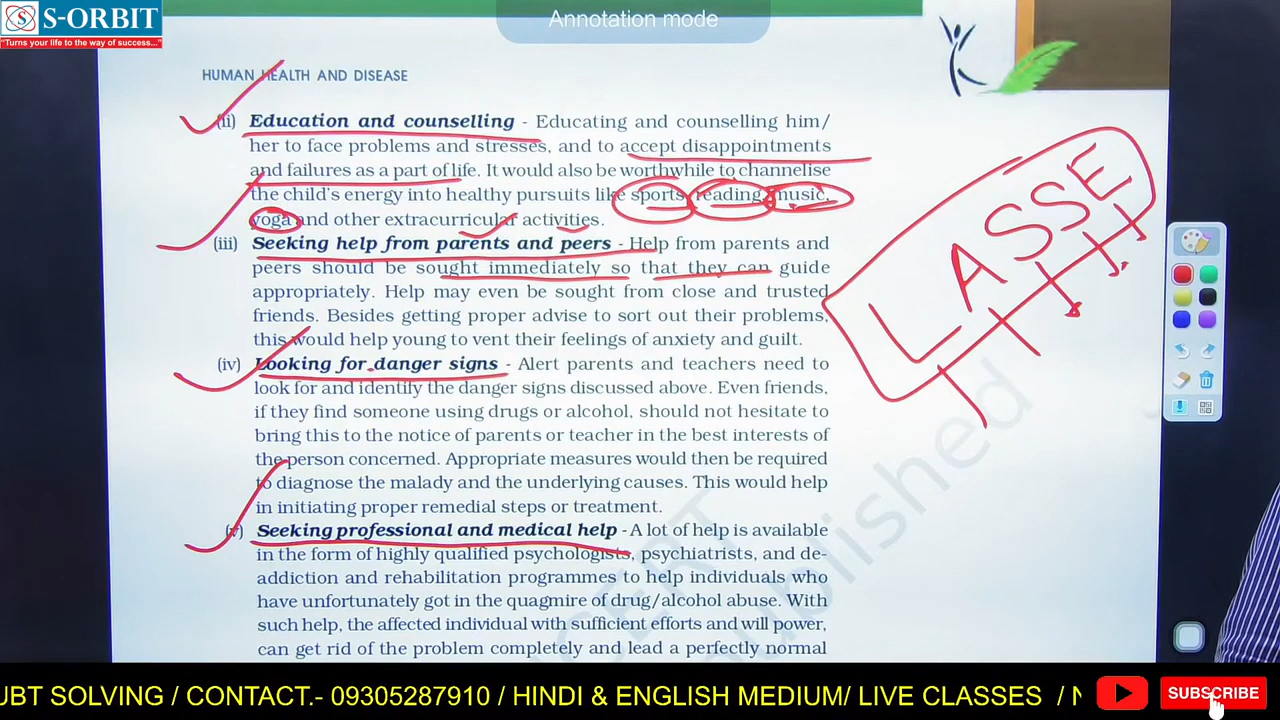 S-ORBIT
"Turns your life to the way of success..."
Annotation mode
HUMAN HEALTH AND DISEASE
(ii) Education and counselling - Educating and counselling him/
her to face problems and stresses, and to accept disappointments
and failures as a part of life. It would also be worthwhile to channelise
the child's energy into healthy pursuits like sports, reading, music,
yoga and other extracurricular activities.
(iii) Seeking help from parents and peers - Help from parents and
peers should be sought immediately so that they can guide
appropriately. Help may even be sought from close and trusted
friends. Besides getting proper advise to sort out their problems,
this would help young to vent their feelings of anxiety and guilt.
(iv) Looking for danger signs - Alert parents and teachers need to
look for and identify the danger signs discussed above. Even friends,
if they find someone using drugs or alcohol, should not hesitate to
bring this to the notice of parents or teacher in the best interests of
the person concerned. Appropriate measures would then be required
to diagnose the malady and the underlying causes. This would help
in initiating proper remedial steps or treatment.
(v) Seeking professional and medical help - A lot of help is available
in the form of highly qualified psychologists, psychiatrists, and de-
addiction and rehabilitation programmes to help individuals who
have unfortunately got in the quagmire of drug/alcohol abuse. With
such help, the affected individual with sufficient efforts and will power,
can get rid of the problem completely and lead a perfectly normal
LASSE
published
UBT SOLVING / CONTACT.- 09305287910 / HINDI & ENGLISH MEDIUM/ LIVE CLASSES / N
SUBSCRIBE